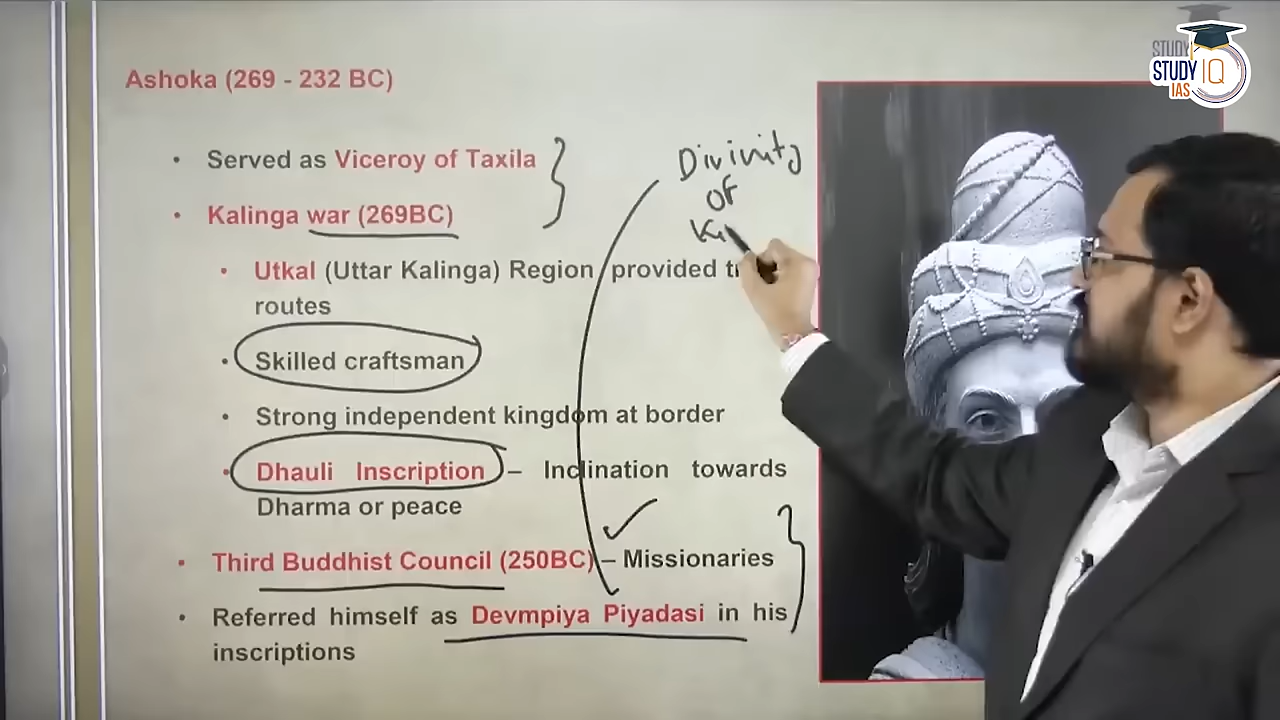 STUDY
STUDY IQ
IAS
Ashoka (269 - 232 BC)
• Served as Viceroy of Taxila
• Kalinga war (269BC)
• Utkal (Uttar Kalinga) Region provided
routes
• Skilled craftsman
• Strong independent kingdom at border
• Dhauli Inscription – Inclination towards
Dharma or peace
• Third Buddhist Council (250BC) – Missionaries
• Referred himself as Devmpiya Piyadasi in his
inscriptions
Divinity
of